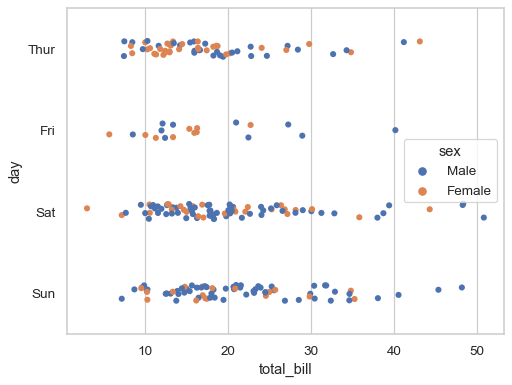 Thur
Fri
Sat
Sun
day
sex
Male
Female
10 20 30 40 50
total_bill